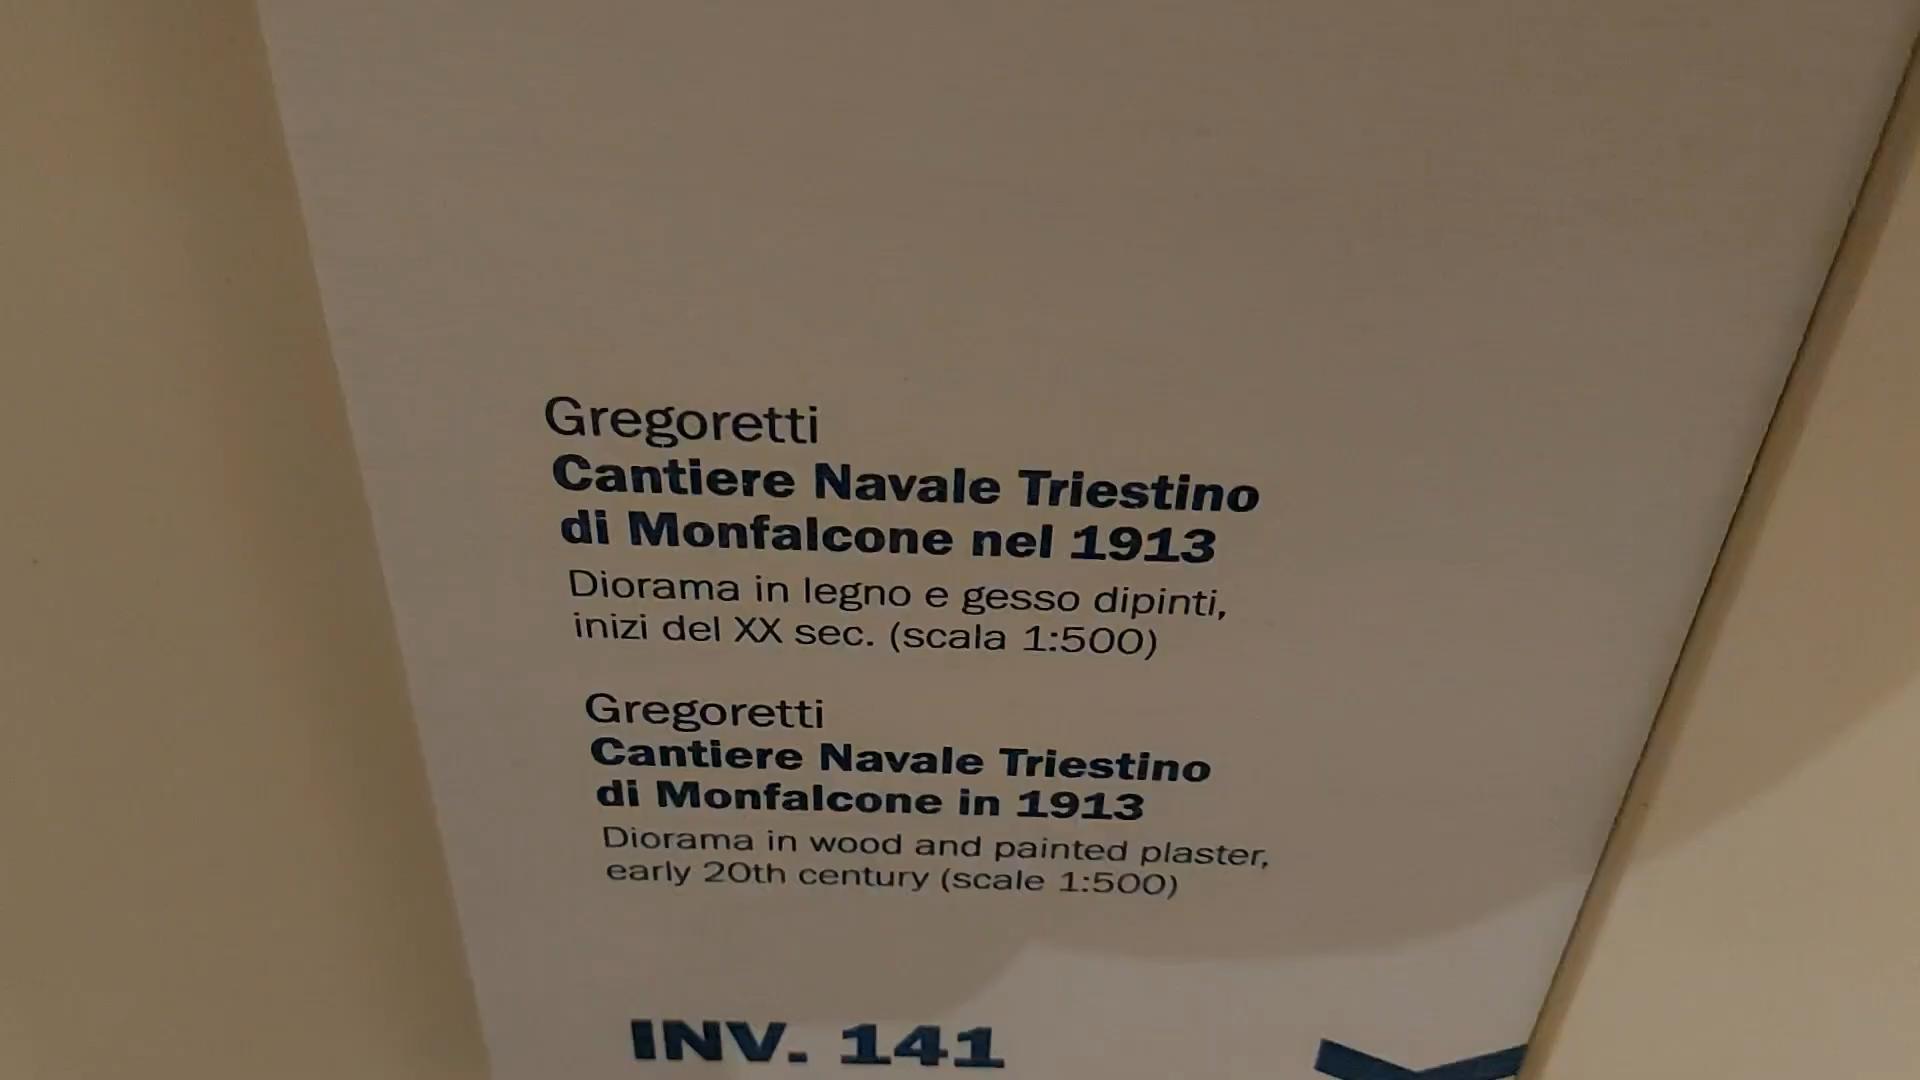 Gregoretti
Cantiere Navale Triestino
di Monfalcone nel 1913
Diorama in legno e gesso dipinti,
inizi del XX sec. (scala 1:500)
Gregoretti
Cantiere Navale Triestino
di Monfalcone in 1913
Diorama in wood and painted plaster,
early 20th century (scale 1:500)
INV. 141